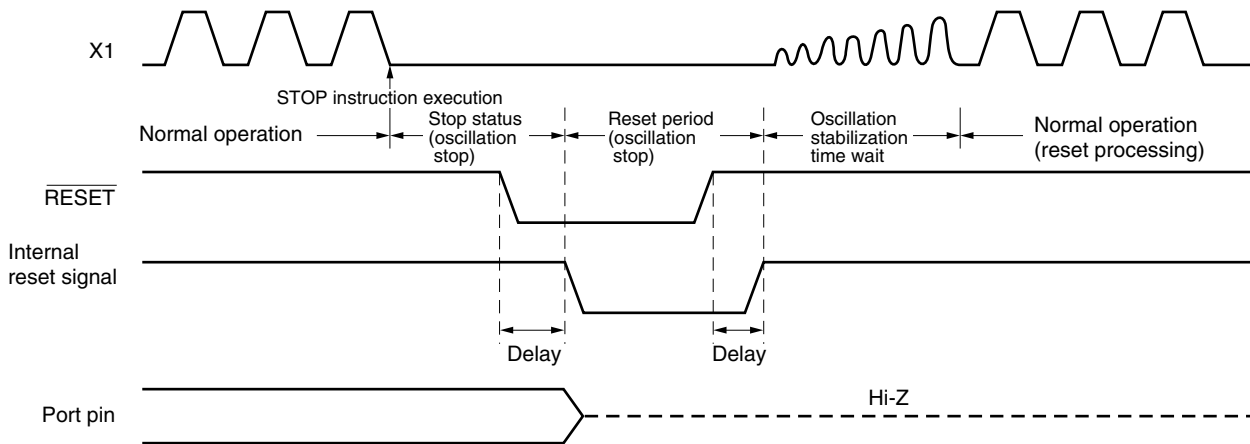 X1
STOP instruction execution
Normal operation
Stop status
(oscillation
stop)
Reset period
(oscillation
stop)
Oscillation
stabilization
time wait
Normal operation
(reset processing)
RESET
Internal
reset signal
Delay
Delay
Hi-Z
Port pin